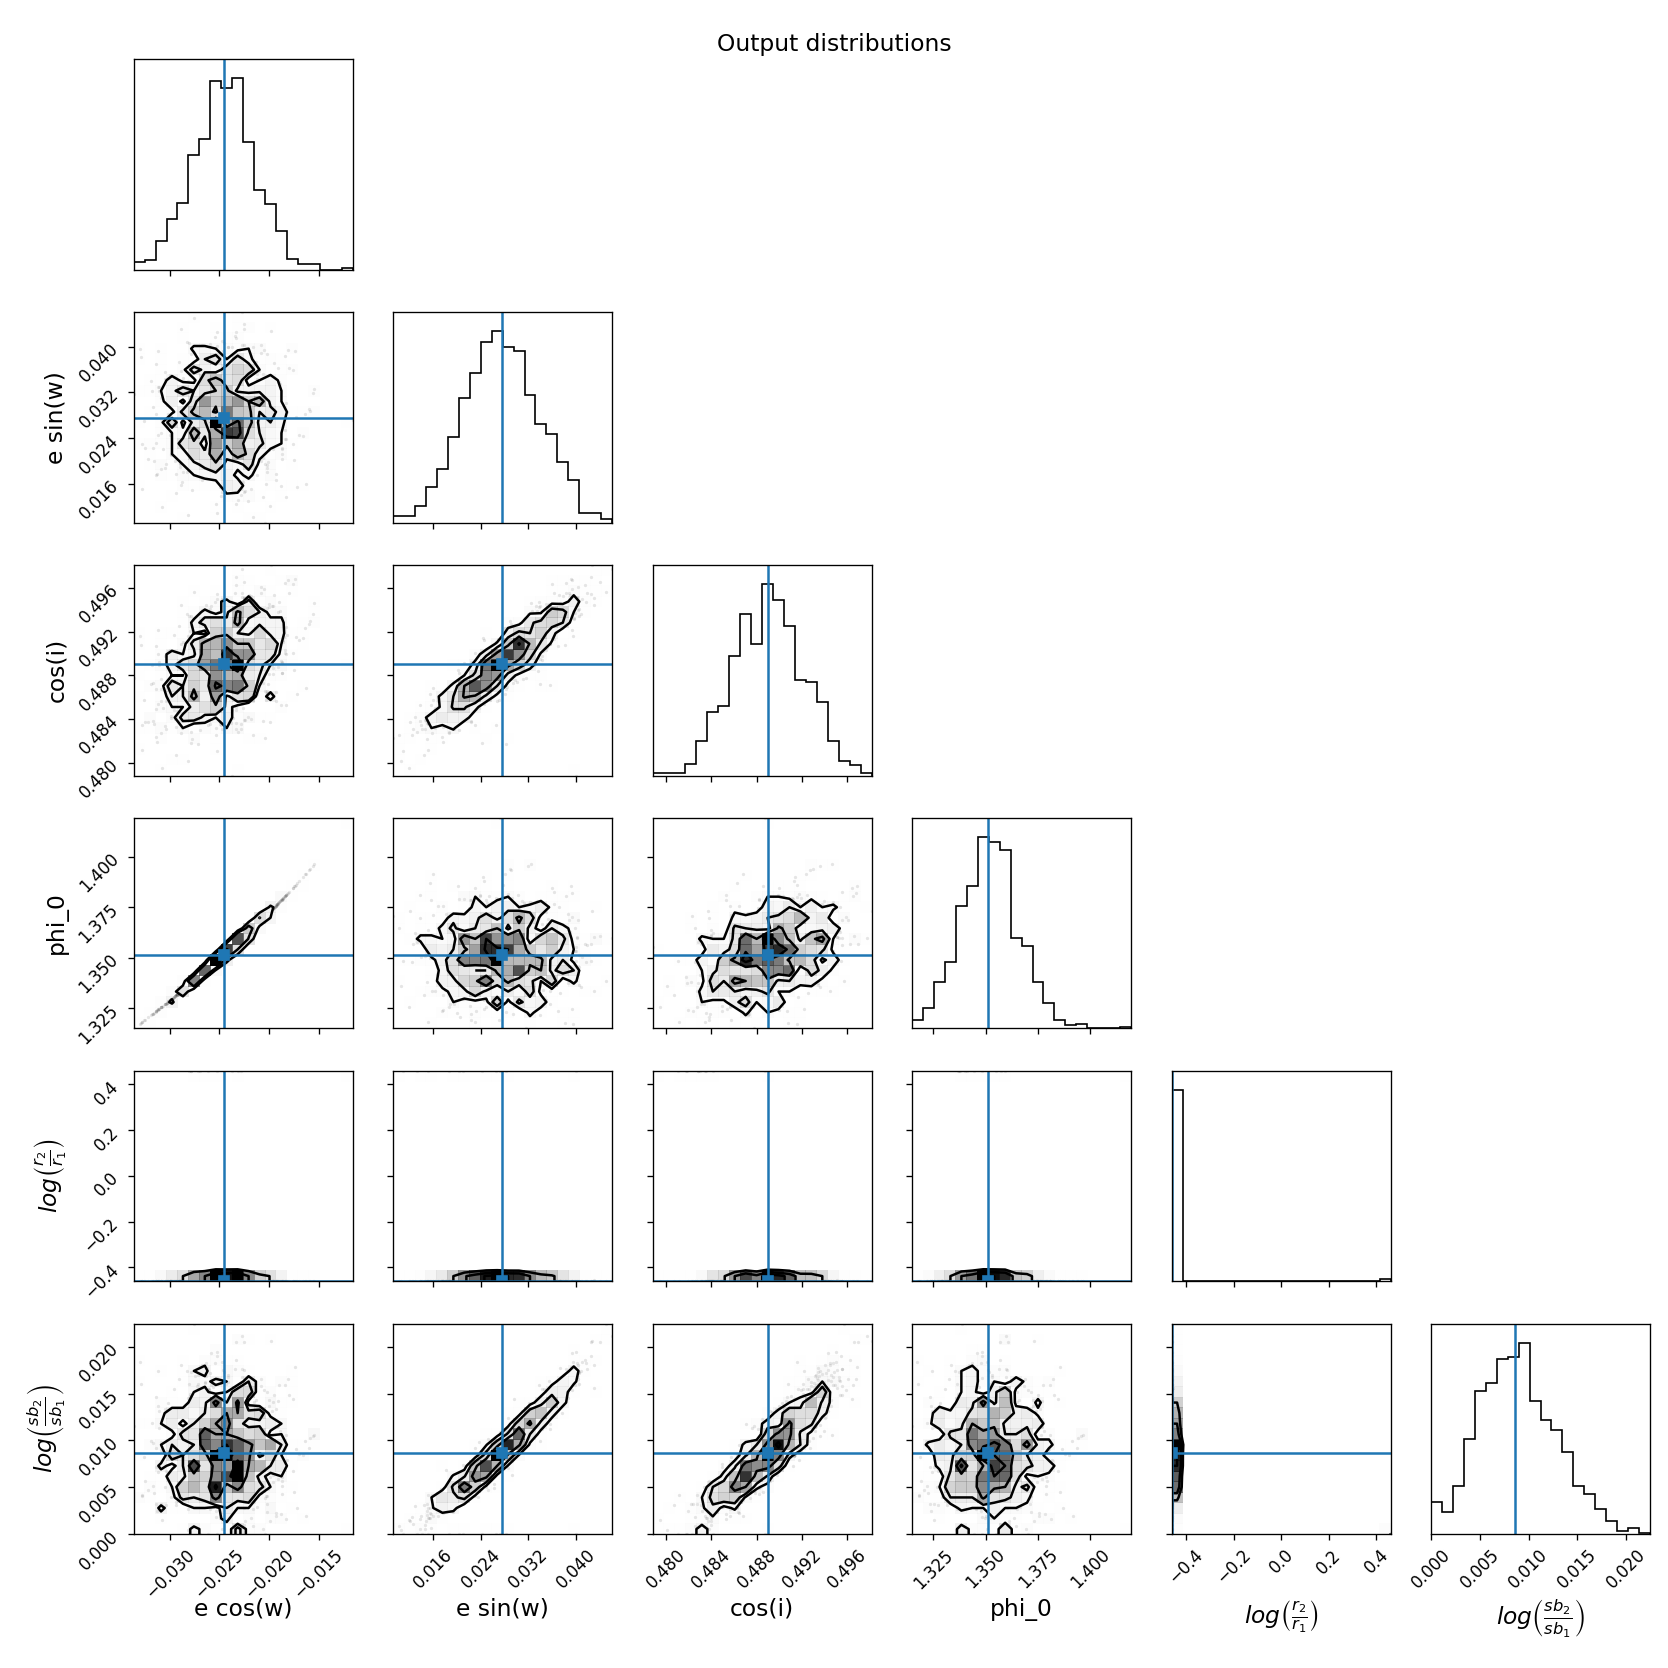 Output distributions
e sin(w)
0.040
0.032
0.024
0.016
cos(i)
0.496
0.492
0.488
0.484
0.480
phi_0
1.400
1.375
1.350
1.325
log(r₂/r₁)
0.4
0.2
0.0
−0.2
−0.4
log(sb₂/sb₁)
0.020
0.015
0.010
0.005
0.000
−0.030 −0.025 −0.020 −0.015
0.016 0.024 0.032 0.040
0.480 0.484 0.488 0.492 0.496
1.325 1.350 1.375 1.400
−0.4 −0.2 0.0 0.2 0.4
0.000 0.005 0.010 0.015 0.020
e cos(w) e sin(w) cos(i) phi_0 log(r₂/r₁) log(sb₂/sb₁)